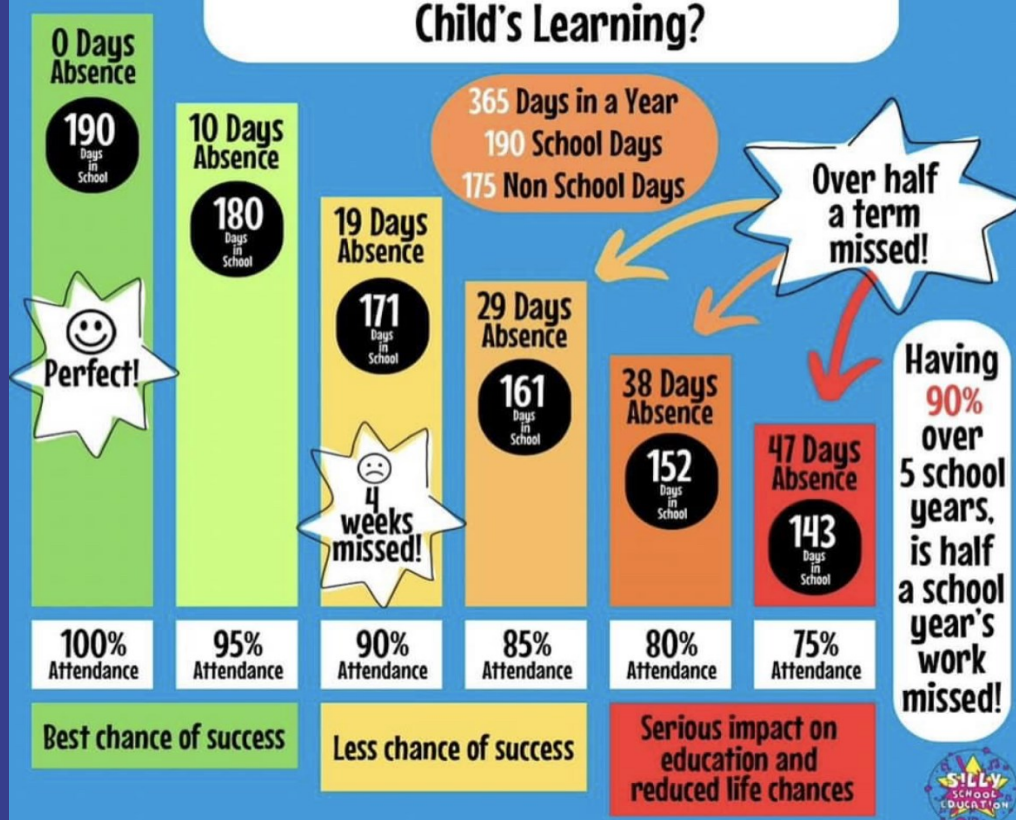 Child's Learning?
365 Days in a Year
190 School Days
175 Non School Days
Over half
a term
missed!
0 Days
Absence
190
Days
in
School
Perfect!
100%
Attendance
10 Days
Absence
180
Days
in
School
95%
Attendance
19 Days
Absence
171
Days
in
School
4
weeks
missed!
90%
Attendance
29 Days
Absence
161
Days
in
School
85%
Attendance
38 Days
Absence
152
Days
in
School
80%
Attendance
47 Days
Absence
143
Days
in
School
75%
Attendance
Having
90%
over
5 school
years,
is half
a school
year's
work
missed!
Best chance of success
Less chance of success
Serious impact on
education and
reduced life chances
SILLY
SCHOOL
EDUCATION